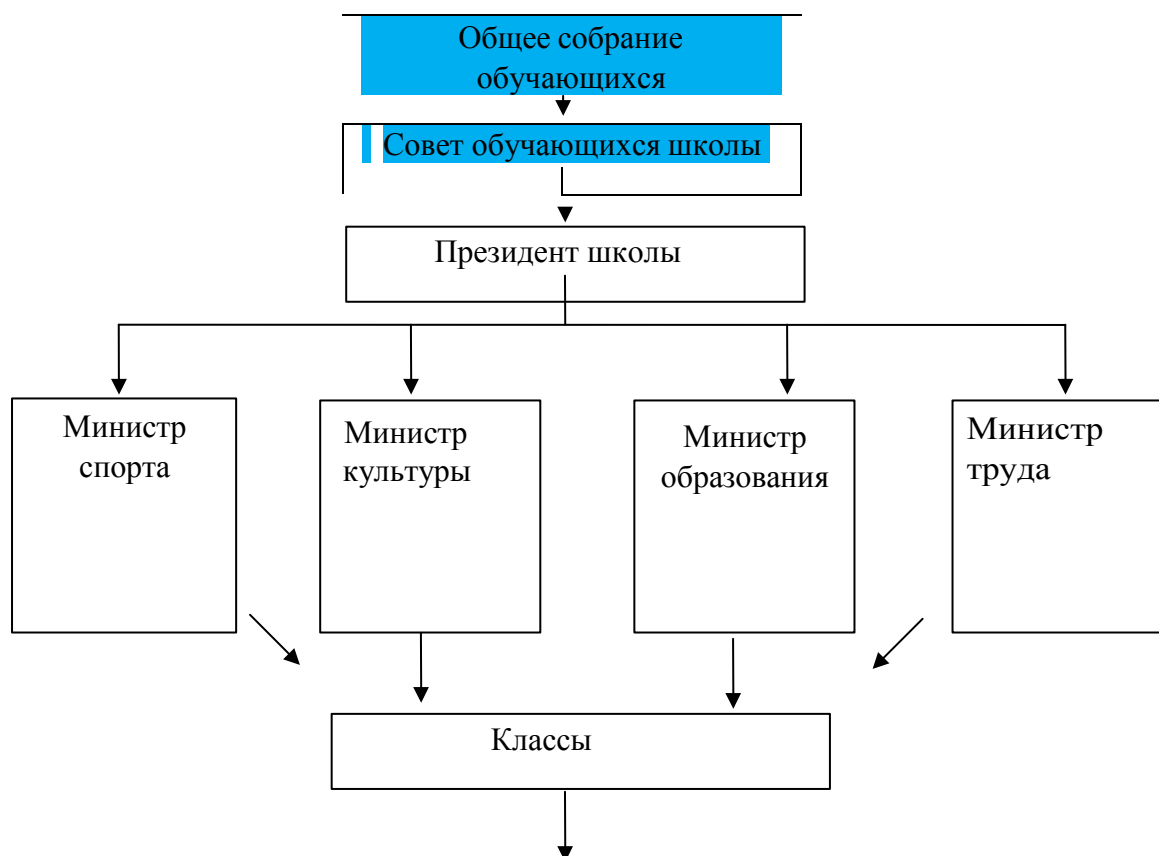 Общее собрание
обучающихся
Совет обучающихся школы
Президент школы
Министр
спорта
Министр
культуры
Министр
образования
Министр
труда
Классы